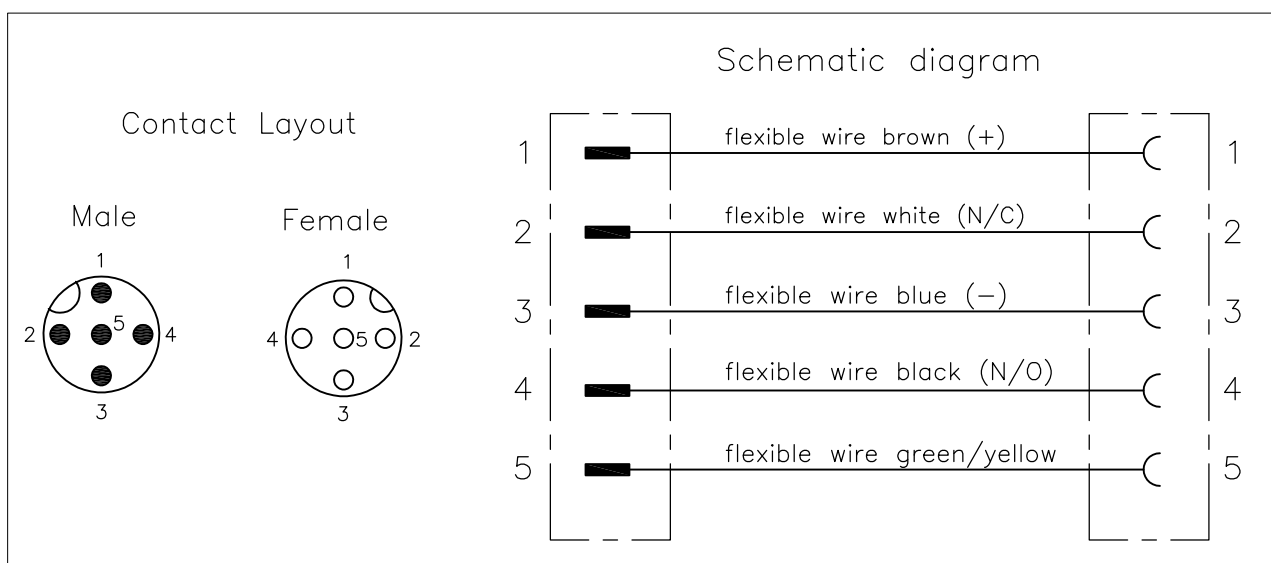 Schematic diagram
Contact Layout
Male
Female
1
2
5
4
3
1
4
5
2
3
1 flexible wire brown (+) 1
2 flexible wire white (N/C) 2
3 flexible wire blue (−) 3
4 flexible wire black (N/O) 4
5 flexible wire green/yellow 5